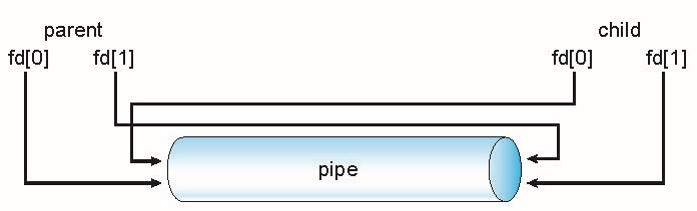 parent child
fd[0] fd[1] fd[0] fd[1]
pipe